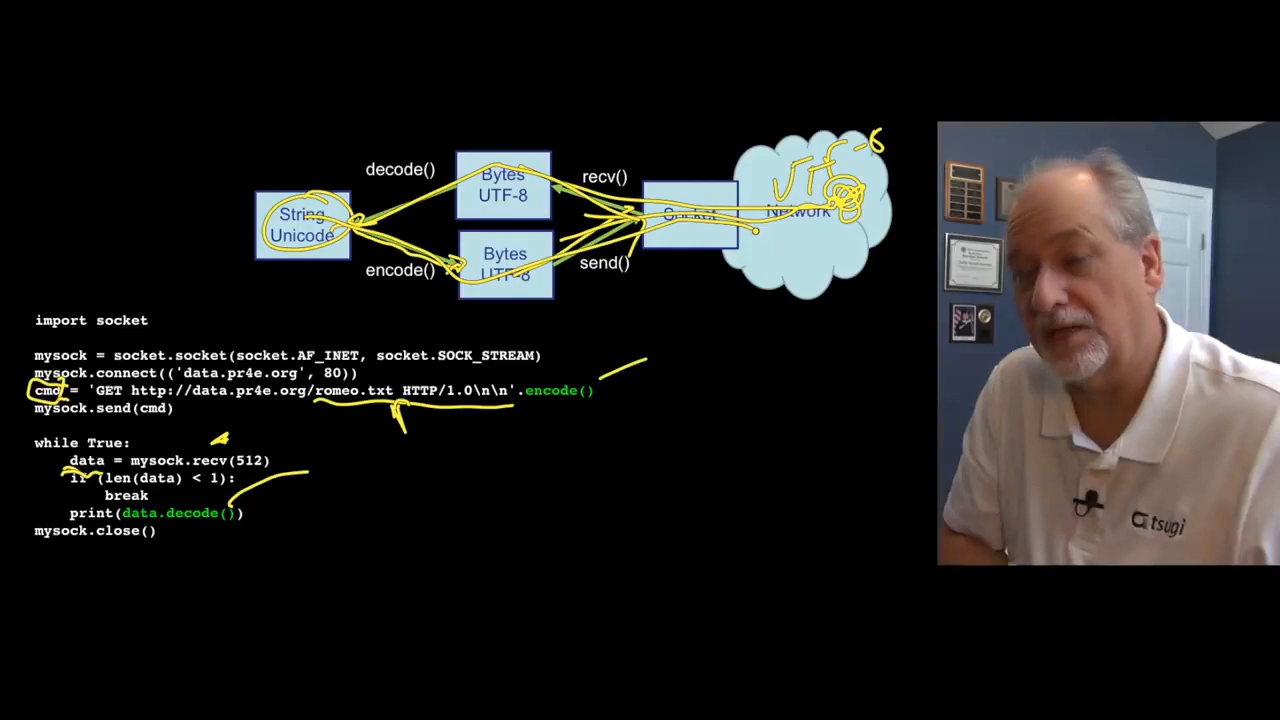 decode()
Bytes
UTF-8
recv()
UTF-8
String
Unicode
Socket
Network
encode()
Bytes
UTF-8
send()
import socket
mysock = socket.socket(socket.AF_INET, socket.SOCK_STREAM)
mysock.connect(('data.pr4e.org', 80))
cmd = 'GET http://data.pr4e.org/romeo.txt HTTP/1.0\n\n'.encode()
mysock.send(cmd)
while True:
data = mysock.recv(512)
if (len(data) < 1):
break
print(data.decode())
mysock.close()
tsugi